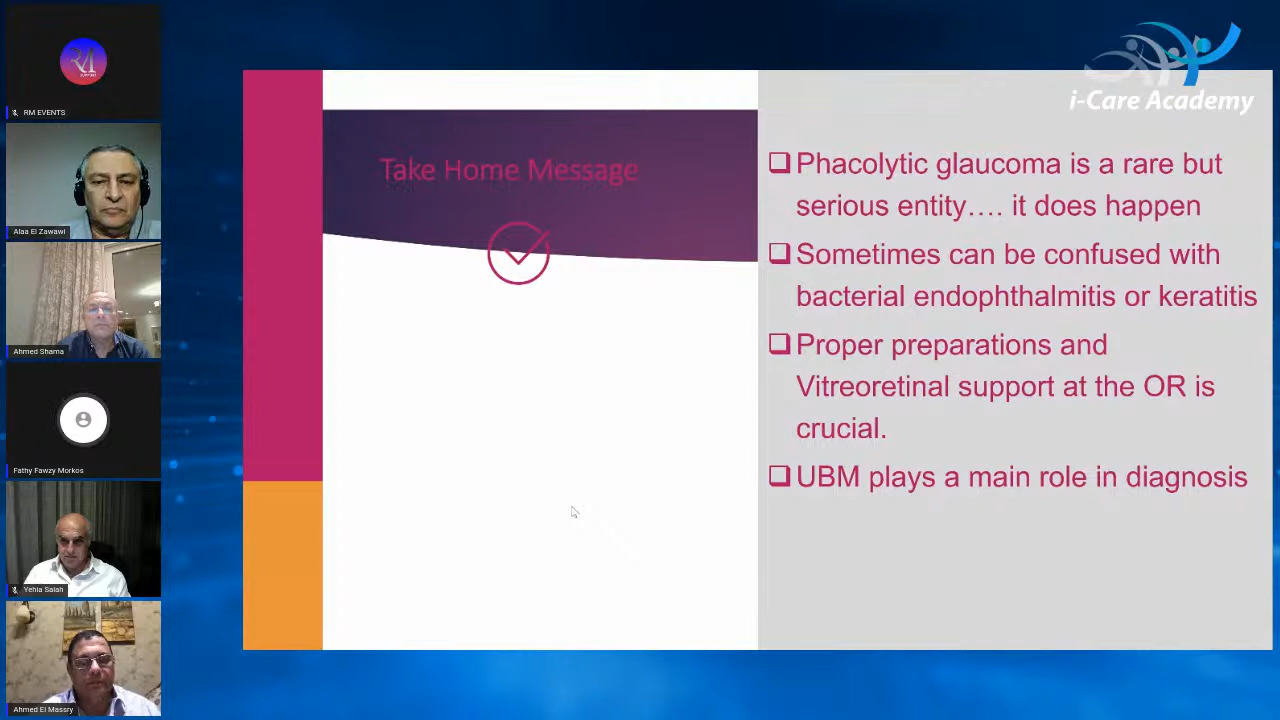 RM
SUPPORT
RM EVENTS
Alaa El Zawawi
Ahmed Shama
Fathy Fawzy Morkos
Yehia Salah
Ahmed El Massry
i-Care Academy
Take Home Message
Phacolytic glaucoma is a rare but
serious entity…. it does happen
Sometimes can be confused with
bacterial endophthalmitis or keratitis
Proper preparations and
Vitreoretinal support at the OR is
crucial.
UBM plays a main role in diagnosis